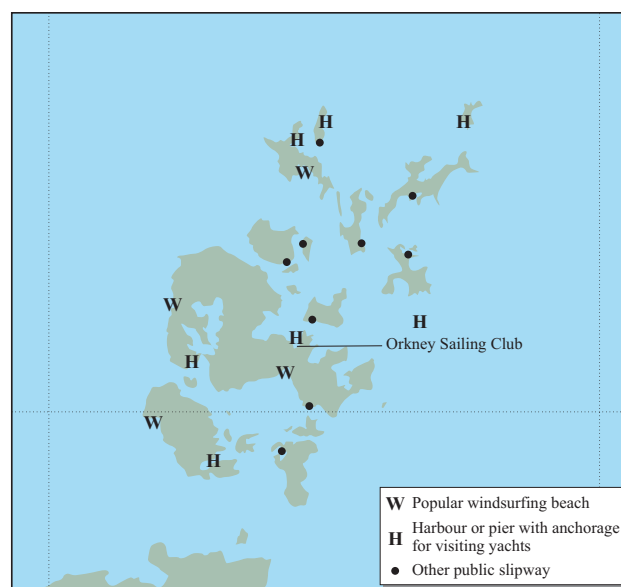 H
H
H
W
W
H
H
Orkney Sailing Club
H
W
W
H
W Popular windsurfing beach
H Harbour or pier with anchorage
for visiting yachts
Other public slipway